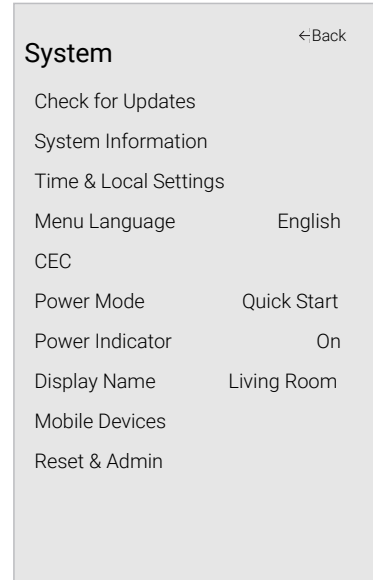 ←Back
System
Check for Updates
System Information
Time & Local Settings
Menu Language English
CEC
Power Mode Quick Start
Power Indicator On
Display Name Living Room
Mobile Devices
Reset & Admin